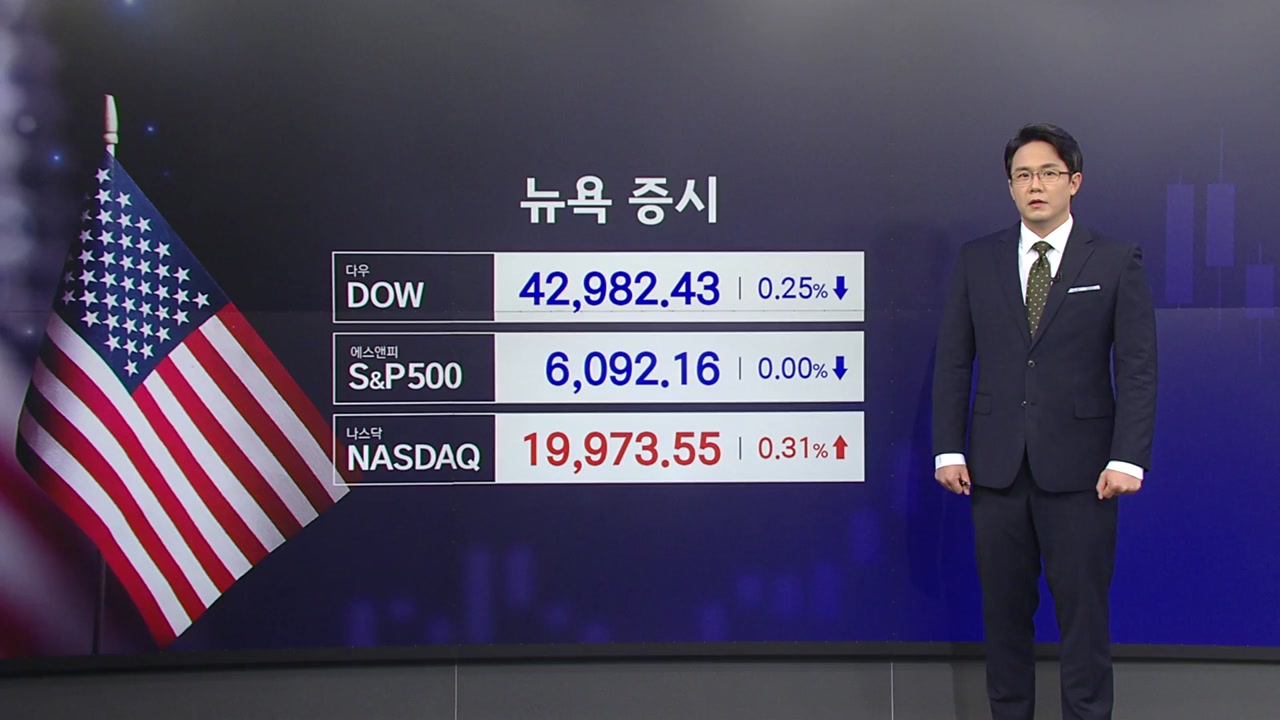 뉴욕 증시
다우
DOW
42,982.43 | 0.25% ↓
에스앤피
S&P500
6,092.16 | 0.00% ↓
나스닥
NASDAQ
19,973.55 | 0.31% ↑